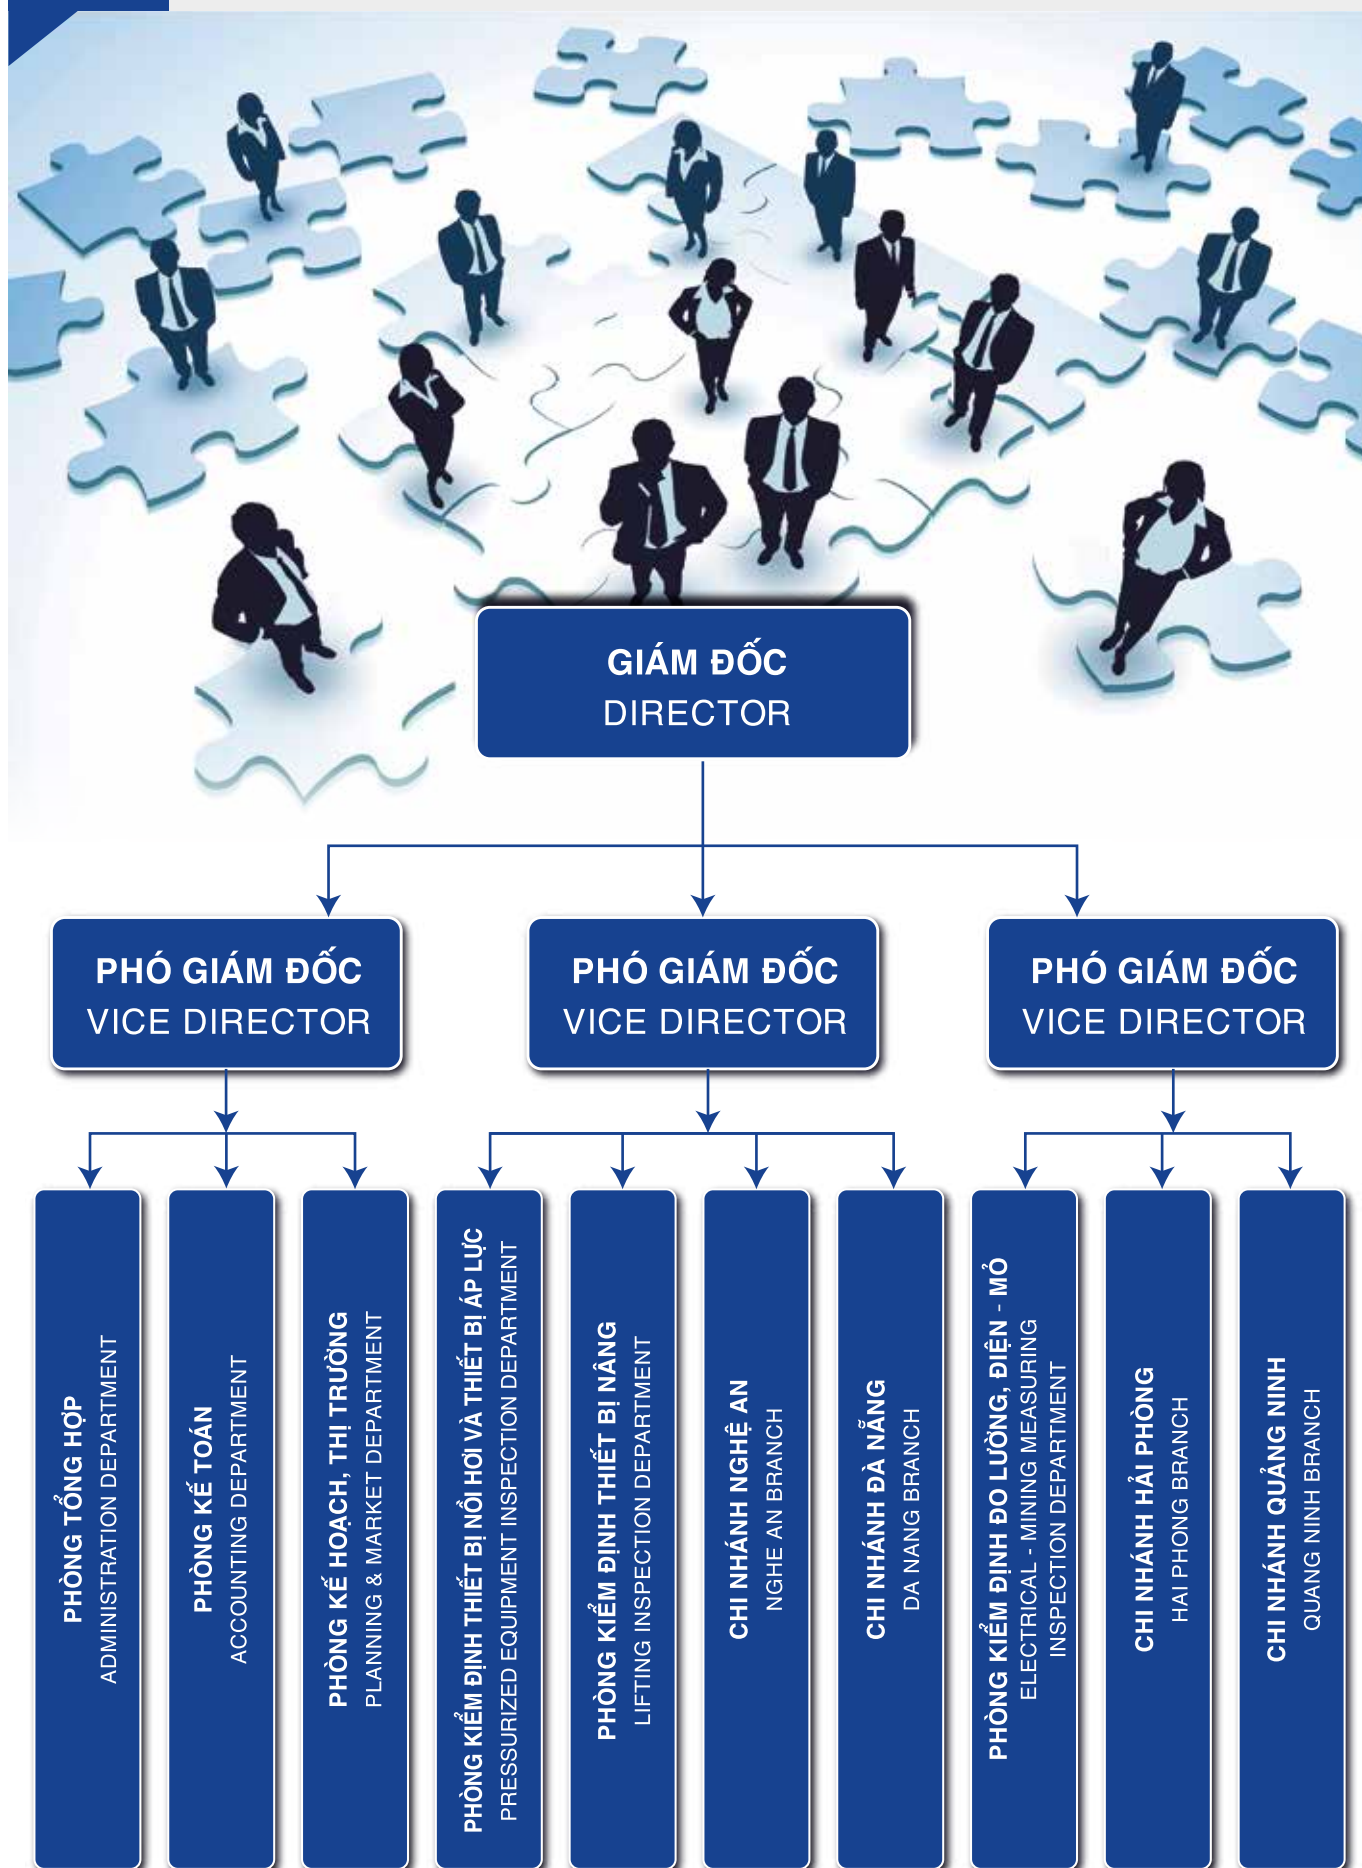 GIÁM ĐỐC
DIRECTOR
PHÓ GIÁM ĐỐC
VICE DIRECTOR
PHÓ GIÁM ĐỐC
VICE DIRECTOR
PHÓ GIÁM ĐỐC
VICE DIRECTOR
PHÒNG TỔNG HỢP
ADMINISTRATION DEPARTMENT
PHÒNG KẾ TOÁN
ACCOUNTING DEPARTMENT
PHÒNG KẾ HOẠCH, THỊ TRƯỜNG
PLANNING & MARKET DEPARTMENT
PHÒNG KIỂM ĐỊNH THIẾT BỊ NỒI HƠI VÀ THIẾT BỊ ÁP LỰC
PRESSURIZED EQUIPMENT INSPECTION DEPARTMENT
PHÒNG KIỂM ĐỊNH THIẾT BỊ NÂNG
LIFTING INSPECTION DEPARTMENT
CHI NHÁNH NGHỆ AN
NGHE AN BRANCH
CHI NHÁNH ĐÀ NẴNG
DA NANG BRANCH
PHÒNG KIỂM ĐỊNH ĐO LƯỜNG, ĐIỆN - MỎ
ELECTRICAL - MINING MEASURING
INSPECTION DEPARTMENT
CHI NHÁNH HẢI PHÒNG
HAI PHONG BRANCH
CHI NHÁNH QUẢNG NINH
QUANG NINH BRANCH